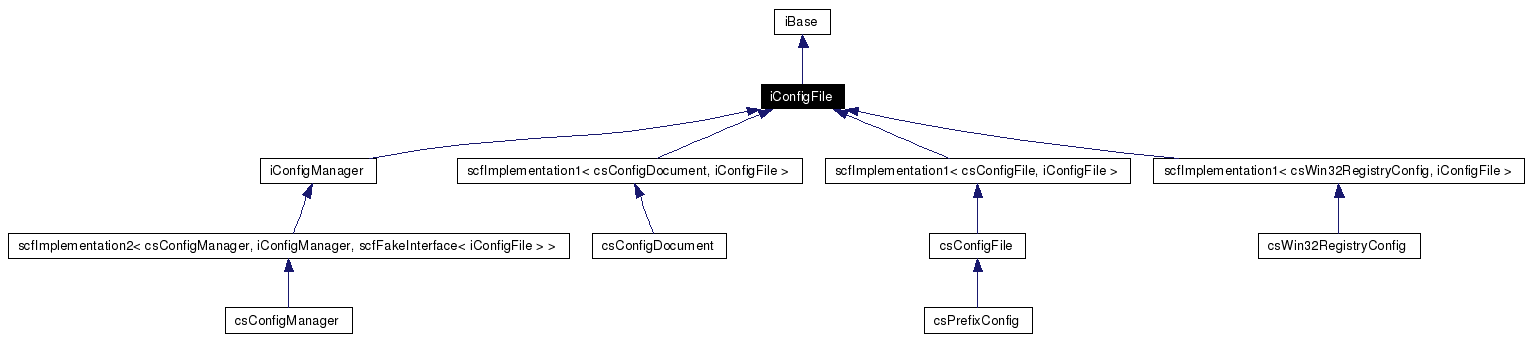 iBase
iConfigFile
iConfigManager
scfImplementation1< csConfigDocument, iConfigFile >
scfImplementation1< csConfigFile, iConfigFile >
scfImplementation1< csWin32RegistryConfig, iConfigFile >
scfImplementation2< csConfigManager, iConfigManager, scfFakeInterface< iConfigFile > >
csConfigDocument
csConfigFile
csWin32RegistryConfig
csConfigManager
csPrefixConfig